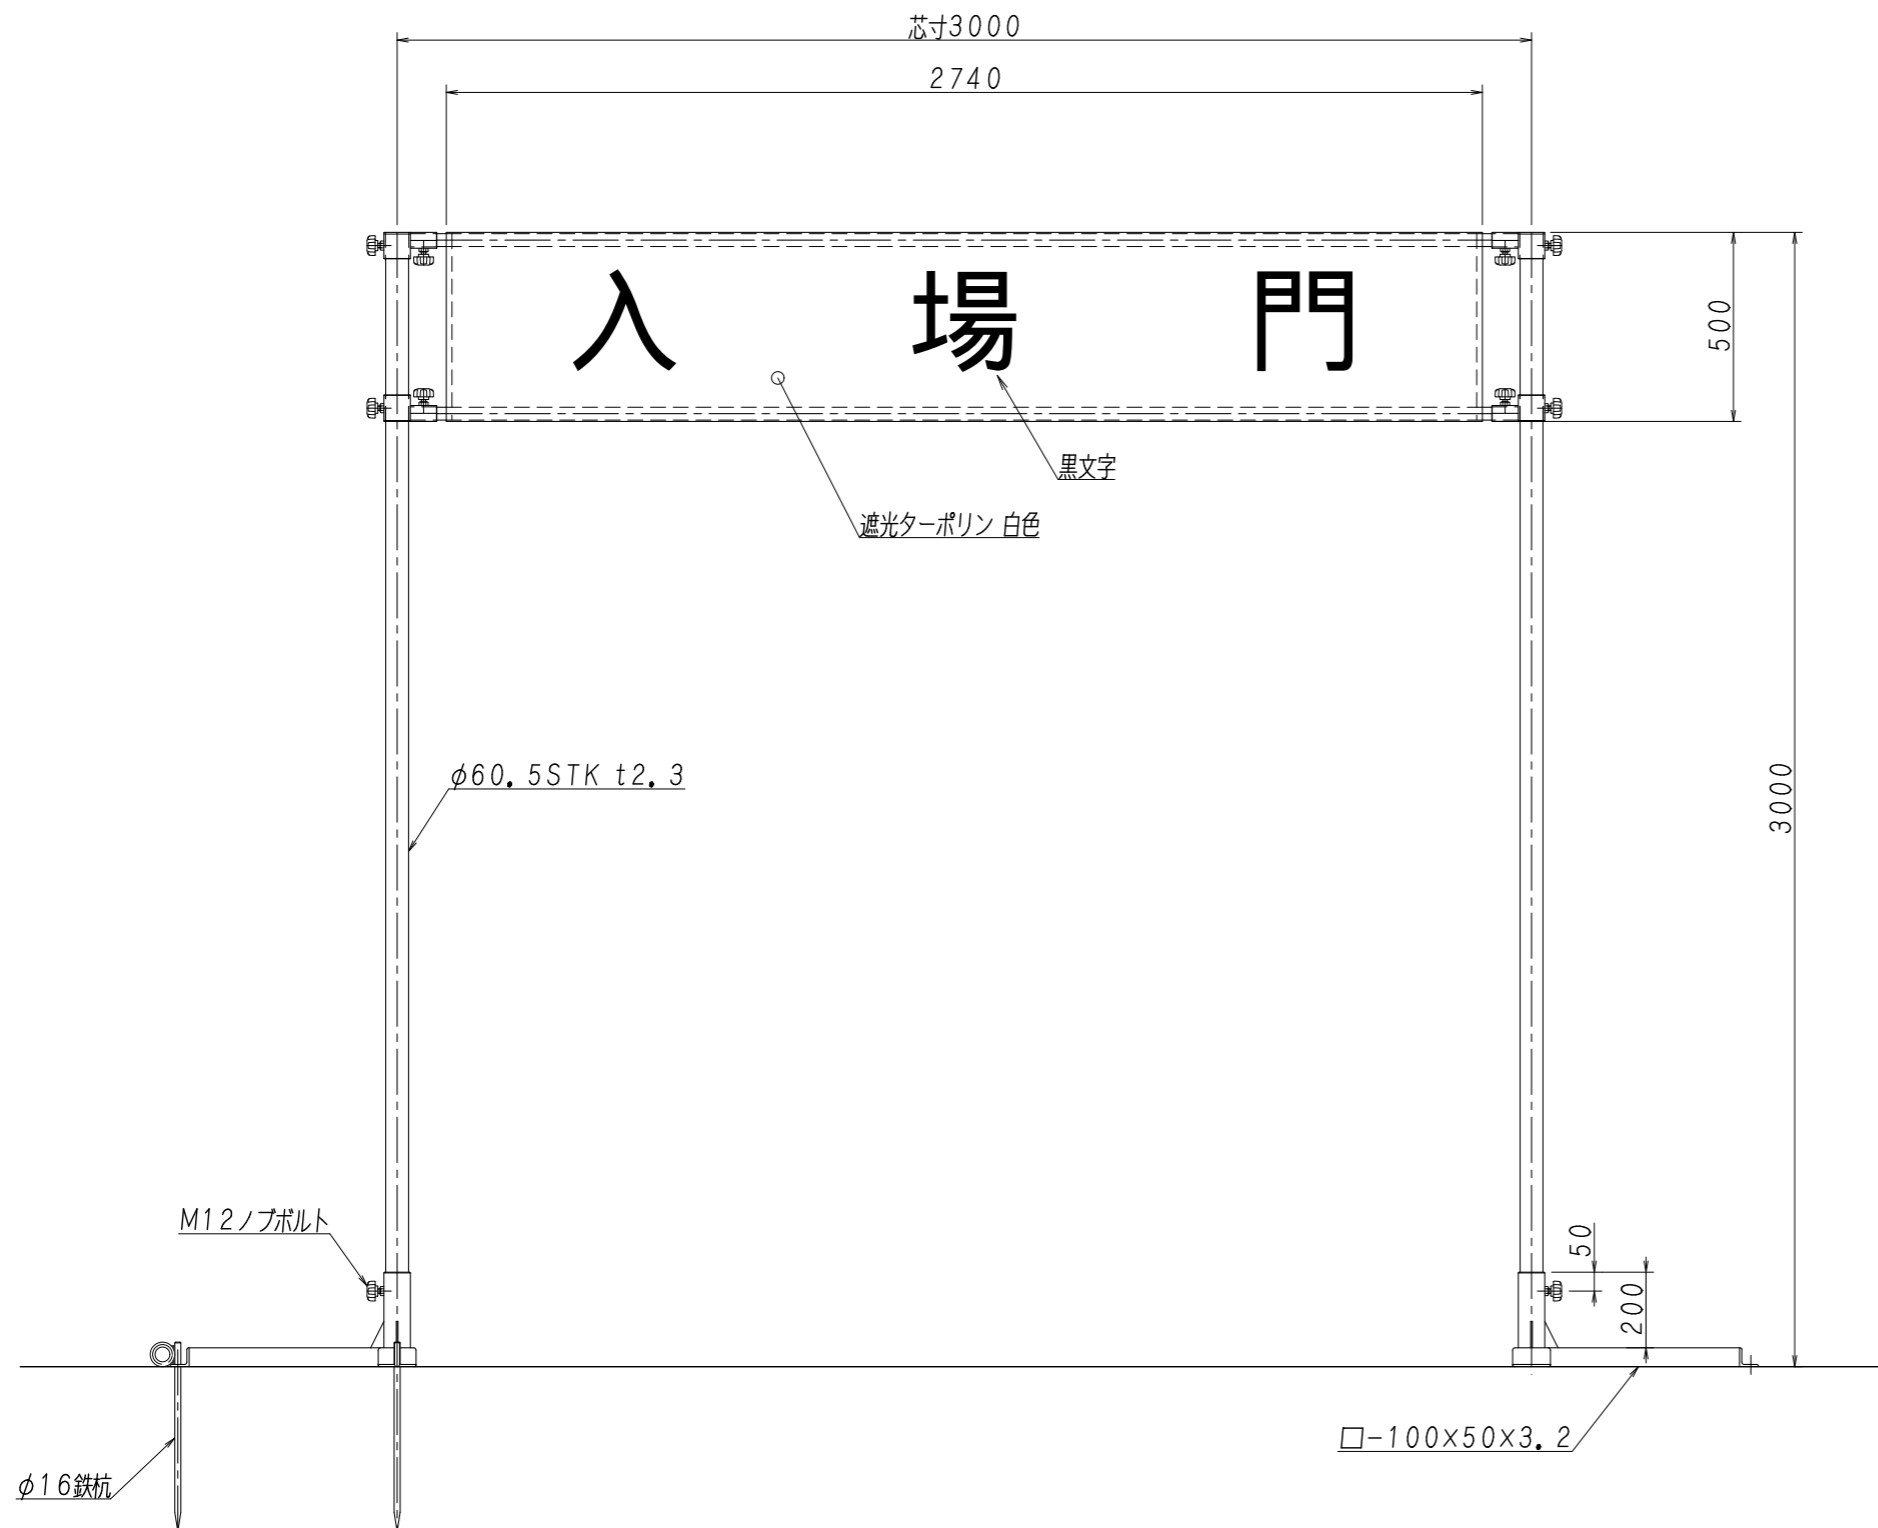 芯寸3000
2740
入場門
500
黒文字
遮光ターポリン 白色
φ60.5STK t2.3
3000
M12ノブボルト
50
200
□-100×50×3.2
φ16鉄杭